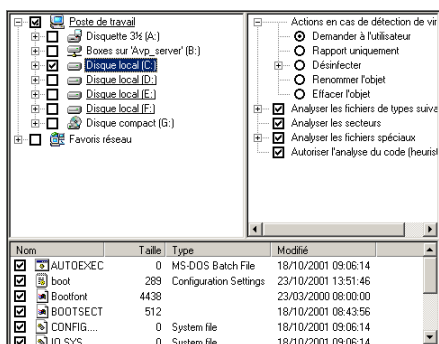 Poste de travail
Disquette 3½ (A:)
Boxes sur 'Avp_server' (B:)
Disque local (C:)
Disque local (D:)
Disque local (E:)
Disque local (F:)
Disque compact (G:)
Favoris réseau
Actions en cas de détection de vir
Demander à l'utilisateur
Rapport uniquement
Désinfecter
Renommer l'objet
Effacer l'objet
Analyser les fichiers de types suiva
Analyser les secteurs
Analyser les fichiers spéciaux
Autoriser l'analyse du code (heurist
Nom Taille Type Modifié
AUTOEXEC 0 MS-DOS Batch File 18/10/2001 09:06:14
boot 289 Configuration Settings 23/10/2001 13:51:46
Bootfont 4438 23/03/2000 08:00:00
BOOTSECT 512 18/10/2001 08:43:56
CONFIG.... 0 System file 18/10/2001 09:06:14
IO.SYS 0 System file 18/10/2001 09:06:14